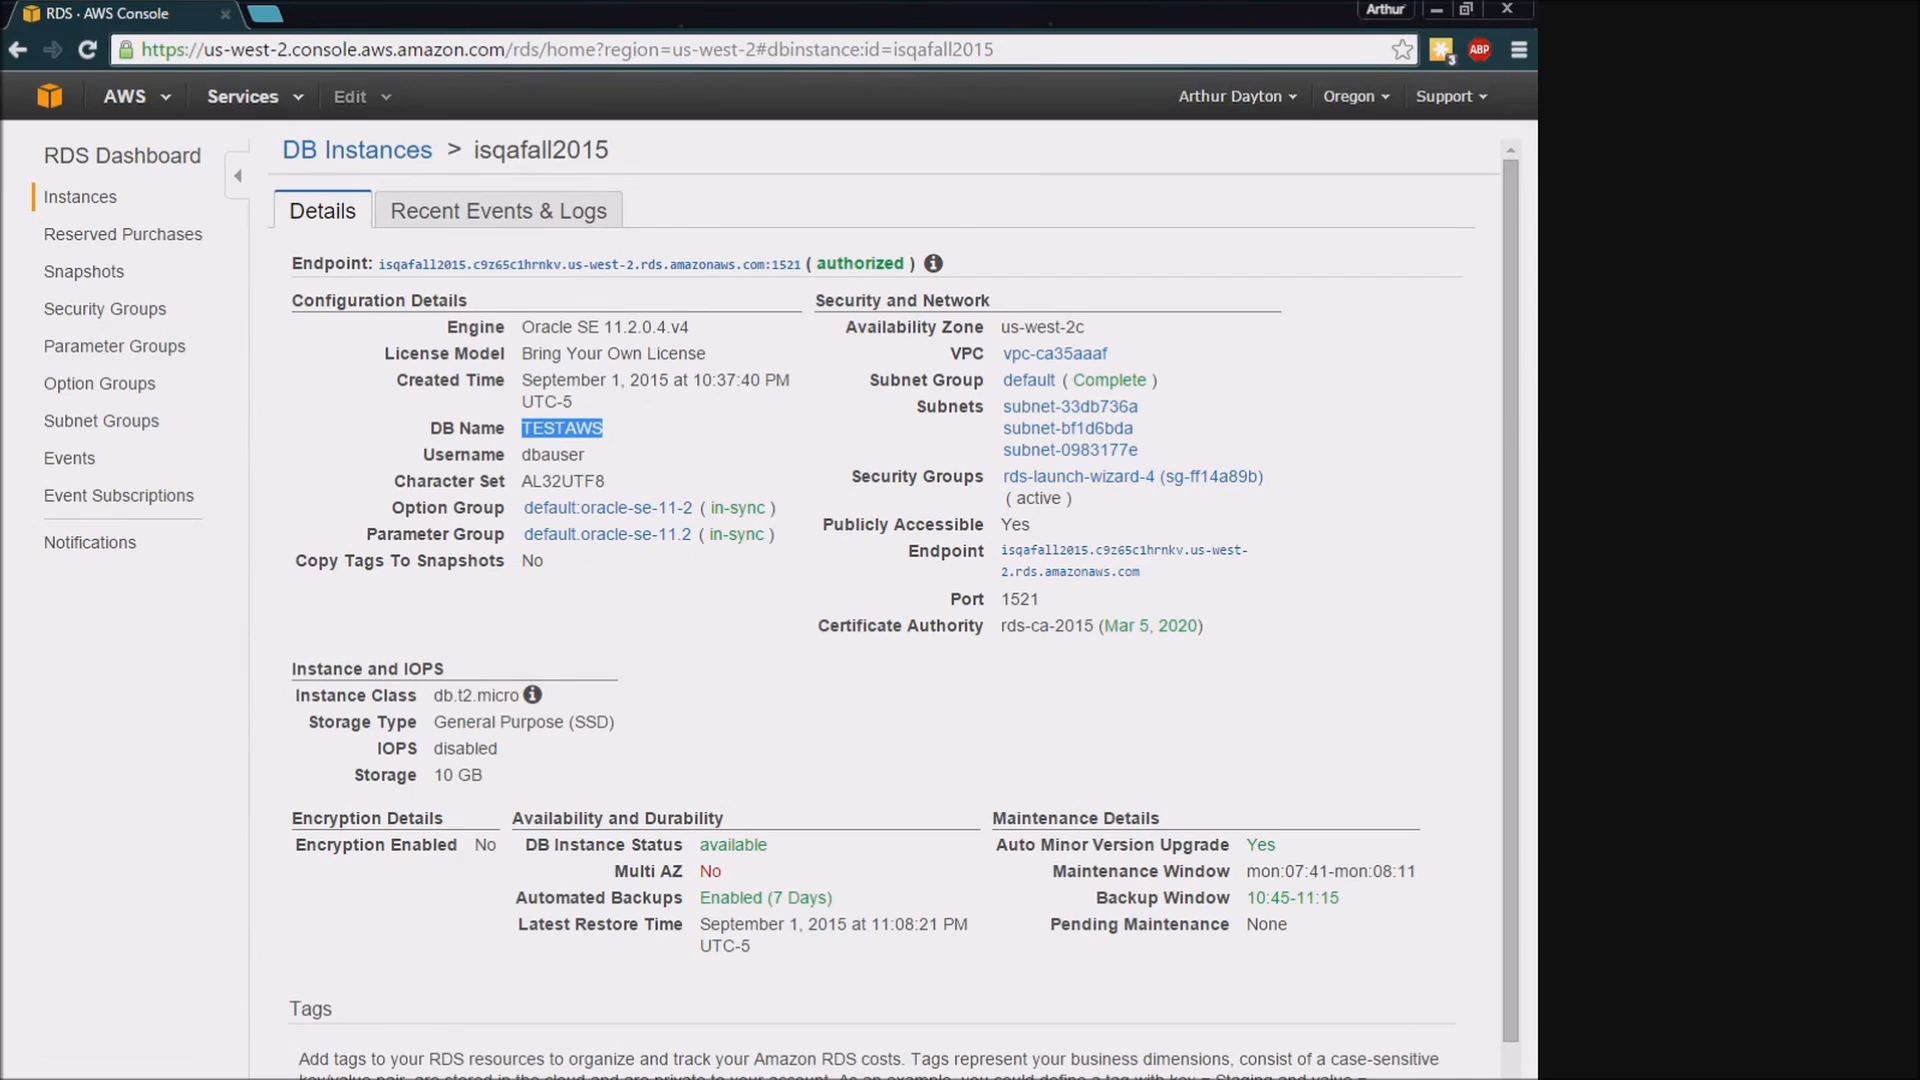 RDS · AWS Console
Arthur
https://us-west-2.console.aws.amazon.com/rds/home?region=us-west-2#dbinstance:id=isqafall2015
3
ABP
AWS Services Edit Arthur Dayton Oregon Support
RDS Dashboard
Instances
Reserved Purchases
Snapshots
Security Groups
Parameter Groups
Option Groups
Subnet Groups
Events
Event Subscriptions
Notifications
DB Instances > isqafall2015
Details Recent Events & Logs
Endpoint: isqafall2015.c9z65c1hrnkv.us-west-2.rds.amazonaws.com:1521 ( authorized )
Configuration Details
Engine Oracle SE 11.2.0.4.v4
License Model Bring Your Own License
Created Time September 1, 2015 at 10:37:40 PM
UTC-5
DB Name TESTAWS
Username dbauser
Character Set AL32UTF8
Option Group default:oracle-se-11-2 ( in-sync )
Parameter Group default.oracle-se-11.2 ( in-sync )
Copy Tags To Snapshots No
Security and Network
Availability Zone us-west-2c
VPC vpc-ca35aaaf
Subnet Group default ( Complete )
Subnets subnet-33db736a
subnet-bf1d6bda
subnet-0983177e
Security Groups rds-launch-wizard-4 (sg-ff14a89b)
( active )
Publicly Accessible Yes
Endpoint isqafall2015.c9z65c1hrnkv.us-west-
2.rds.amazonaws.com
Port 1521
Certificate Authority rds-ca-2015 (Mar 5, 2020)
Instance and IOPS
Instance Class db.t2.micro
Storage Type General Purpose (SSD)
IOPS disabled
Storage 10 GB
Encryption Details
Encryption Enabled No
Availability and Durability
DB Instance Status available
Multi AZ No
Automated Backups Enabled (7 Days)
Latest Restore Time September 1, 2015 at 11:08:21 PM
UTC-5
Maintenance Details
Auto Minor Version Upgrade Yes
Maintenance Window mon:07:41-mon:08:11
Backup Window 10:45-11:15
Pending Maintenance None
Tags
Add tags to your RDS resources to organize and track your Amazon RDS costs. Tags represent your business dimensions, consist of a case-sensitive